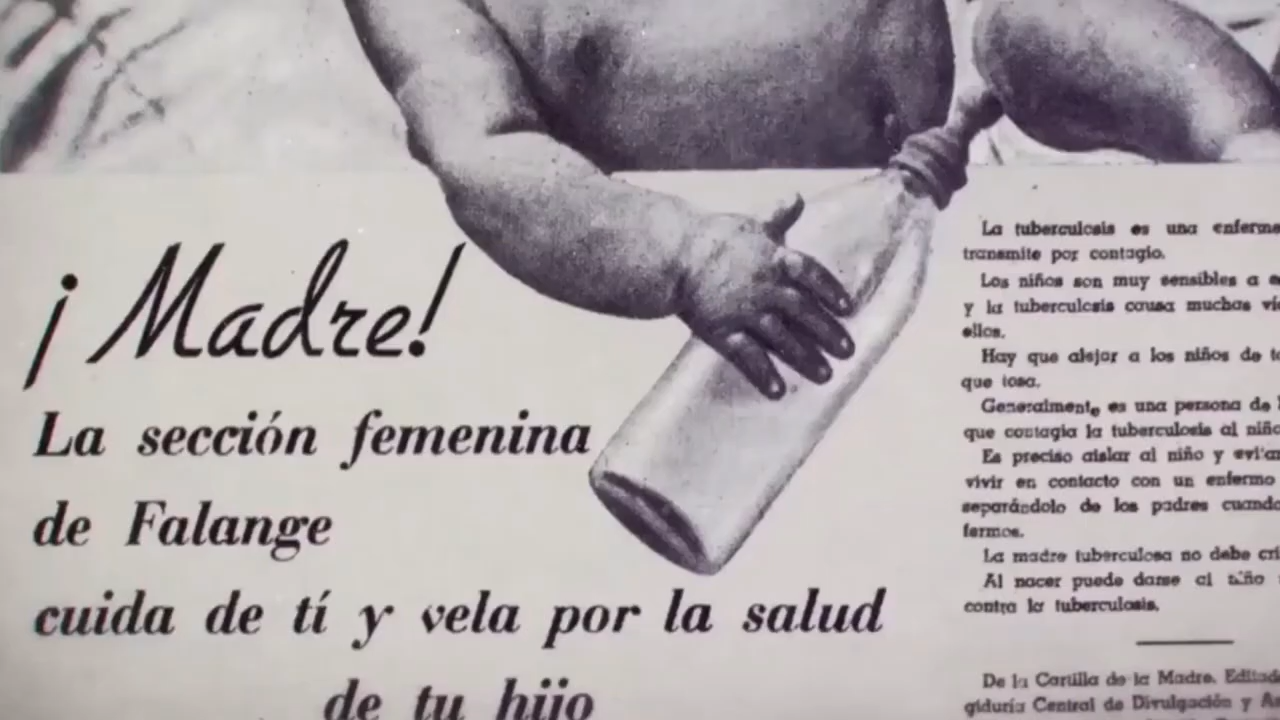 ¡Madre!
La sección femenina
de Falange
cuida de tí y vela por la salud
de tu hijo
La tuberculosis es una
transmite por contagio.
Los niños son muy sensibles a
y la tuberculosis causa muchas
ellos.
Hay que alejar a los niños de
que tosa.
Generalmente es una persona de
que contagia la tuberculosis al niño
Es preciso aislar al niño y
vivir en contacto con un enfermo
separándolo de los padres cuando
fermos.
La madre tuberculosa no debe
Al nacer puede darse al niño
contra la tuberculosis.
De la Cartilla de la Madre.
giduría Central de Divulgación y